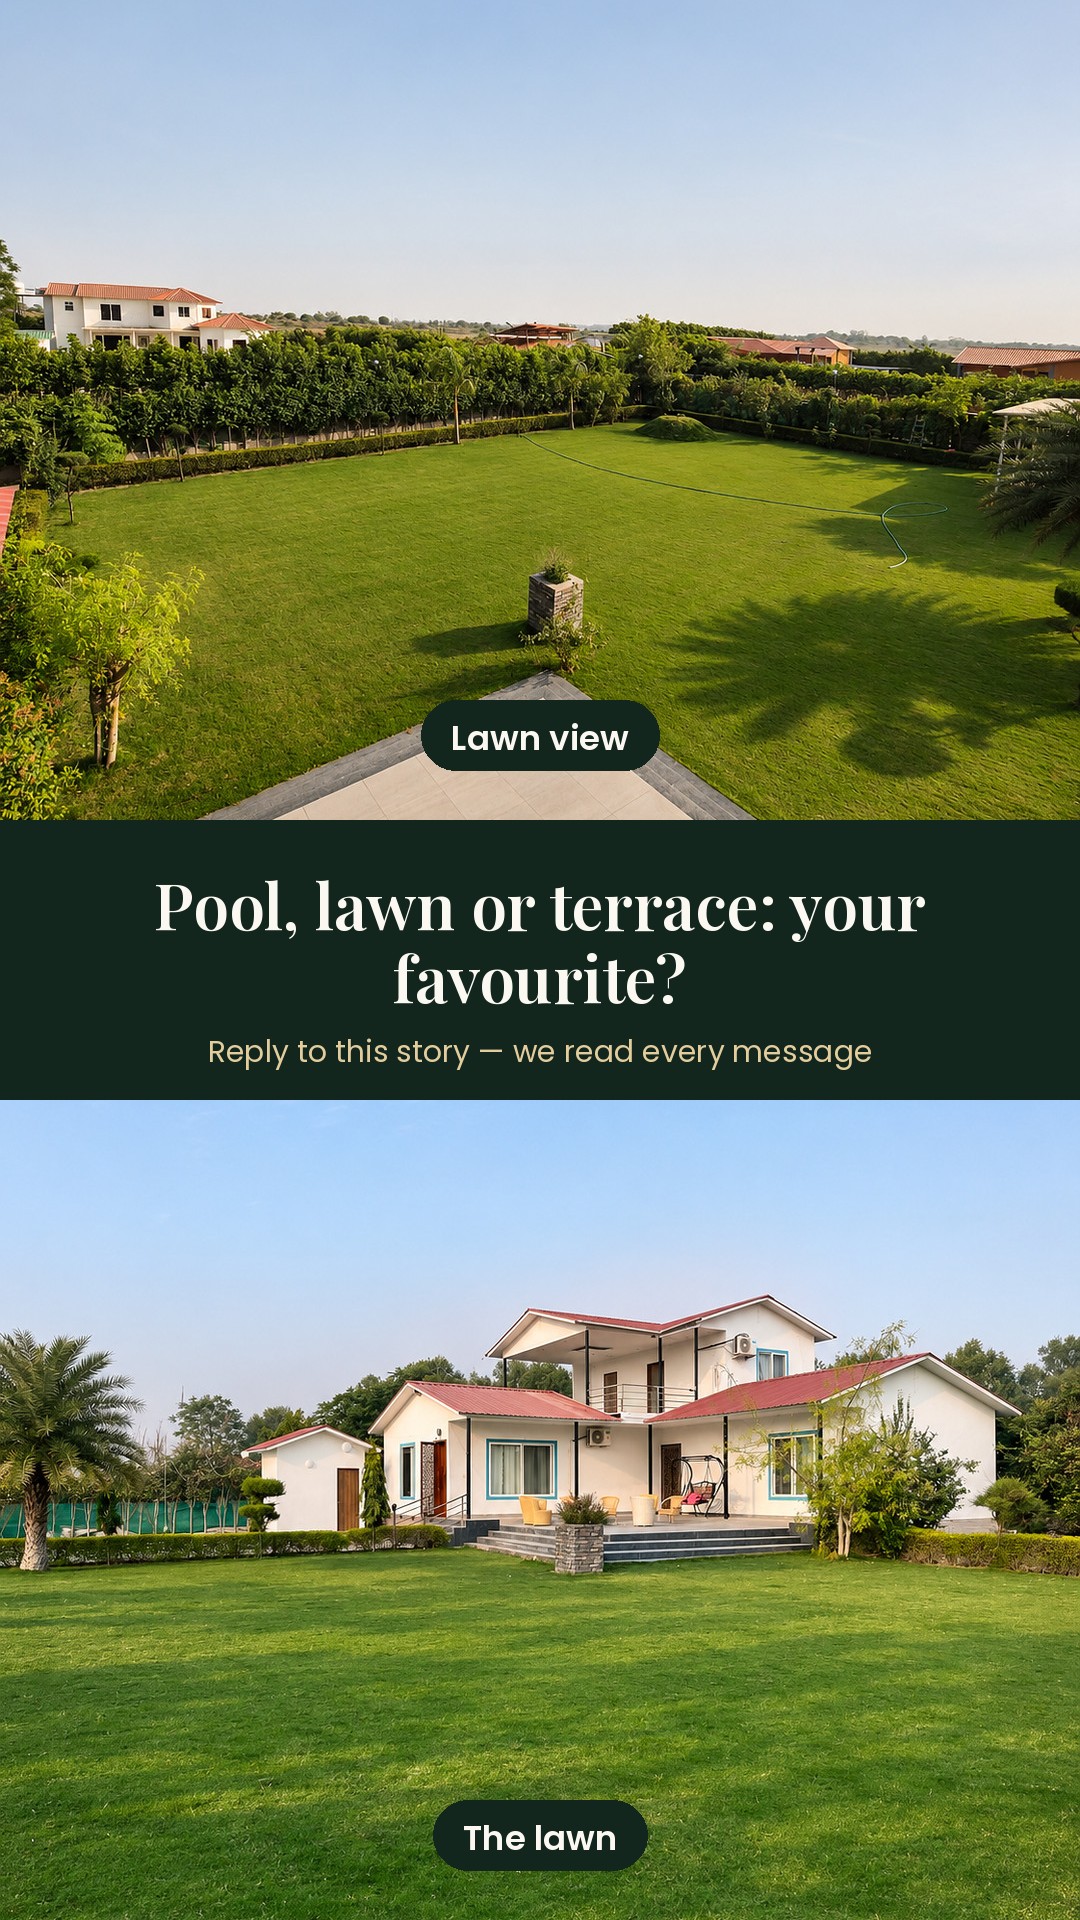 Lawn view
Pool, lawn or terrace: your
favourite?
Reply to this story — we read every message
The lawn